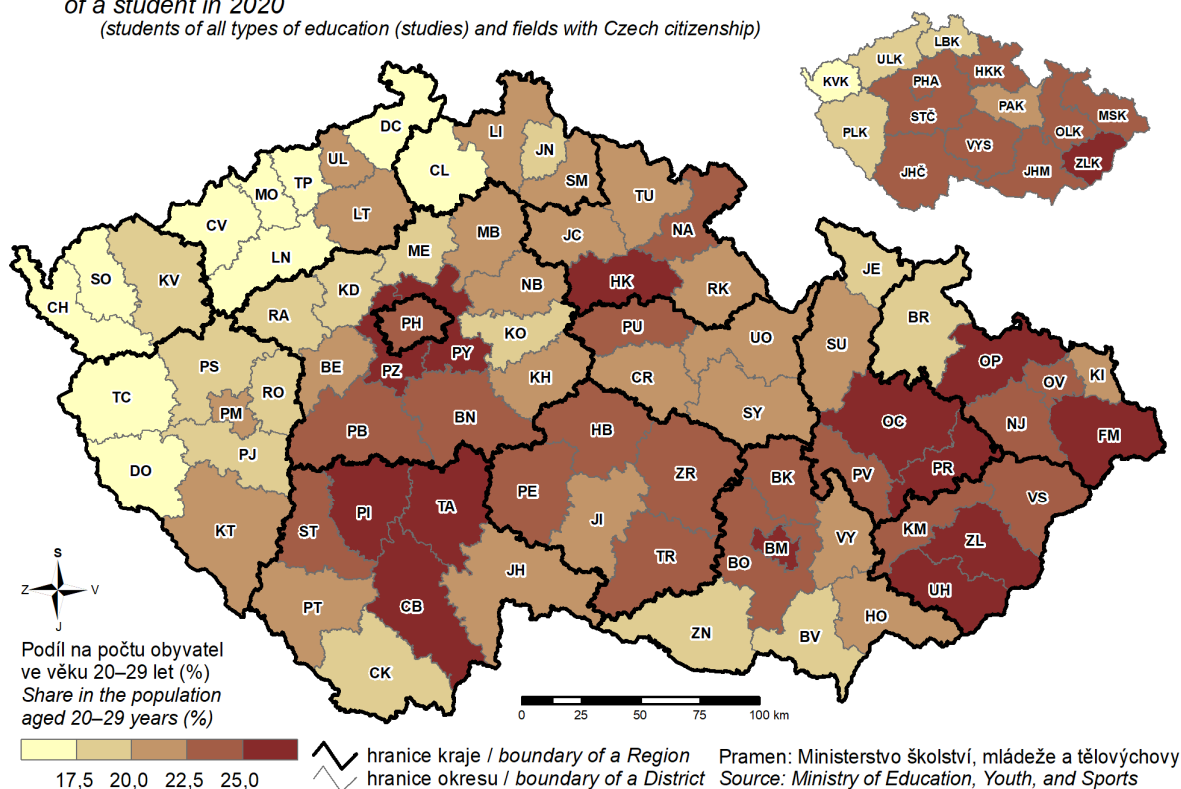 of a student in 2020
(students of all types of education (studies) and fields with Czech citizenship)
LBK
ULK
HKK
KVK
PHA
PAK
STČ
MSK
PLK
OLK
VYS
ZLK
JHČ
JHM
DC
LI
JN
UL
CL
TP
SM
MO
TU
LT
CV
NA
MB
JC
ME
LN
SO
KV
JE
HK
NB
RK
KD
CH
RA
BR
PH
PU
KO
UO
SU
PY
OP
PS
BE
PZ
KH
CR
OV
KI
RO
TC
PM
SY
BN
OC
NJ
PB
HB
FM
PJ
DO
PR
ZR
PV
BK
PE
VS
PI
TA
JI
KT
ST
KM
VY
ZL
BM
TR
BO
JH
UH
CB
PT
HO
ZN
BV
CK
S
Z
V
J
Podíl na počtu obyvatel
ve věku 20–29 let (%)
Share in the population
aged 20–29 years (%)
17,5 20,0 22,5 25,0
0 25 50 75 100 km
hranice kraje / boundary of a Region
hranice okresu / boundary of a District
Pramen: Ministerstvo školství, mládeže a tělovýchovy
Source: Ministry of Education, Youth, and Sports